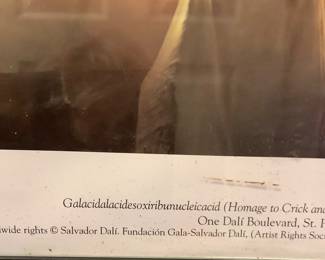 Galacidalacidesoxiribunucleicacid (Homage to Crick and
One Dalí Boulevard, St.
wide rights © Salvador Dalí. Fundación Gala-Salvador Dalí, (Artist Rights Soc